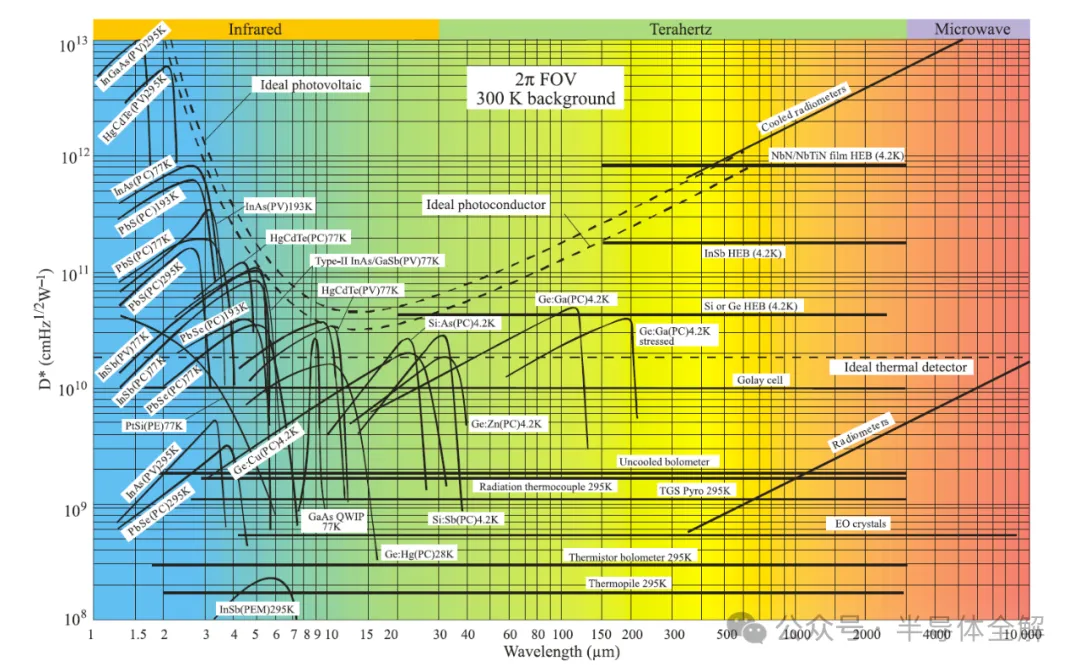 Infrared
Terahertz
Microwave
10^13
InGaAs(PV)295K
HgCdTe(PV)295K
Ideal photovoltaic
2π FOV
300 K background
Cooled radiometers
10^12
NbN/NbTiN film HEB (4.2K)
InAs(PC)77K
PbS(PC)193K
InAs(PV)193K
Ideal photoconductor
PbS(PC)77K
HgCdTe(PC)77K
InSb HEB (4.2K)
10^11
PbS(PC)295K
Type-II InAs/GaSb(PV)77K
HgCdTe(PV)77K
Ge:Ga(PC)4.2K
Si or Ge HEB (4.2K)
PbSe(PC)193K
Si:As(PC)4.2K
Ge:Ga(PC)4.2K
stressed
InSb(PV)77K
InSb(PC)77K
PbSe(PC)77K
Ideal thermal detector
10^10
Golay cell
PtSi(PE)77K
Ge:Cu(PC)4.2K
Ge:Zn(PC)4.2K
Radiometers
InAs(PV)295K
Uncooled bolometer
Radiation thermocouple 295K
TGS Pyro 295K
10^9
PbSe(PC)295K
GaAs QWIP
77K
Si:Sb(PC)4.2K
EO crystals
Ge:Hg(PC)28K
Thermistor bolometer 295K
Thermopile 295K
InSb(PEM)295K
10^8
D* (cmHz^1/2W^−1)
1 1.5 2 3 4 5 6 7 8 9 10 15 20 30 40 60 80 100 150 200 300 500 1000 2000 4000 10 000
Wavelength (μm)
公众号 · 半导体全解